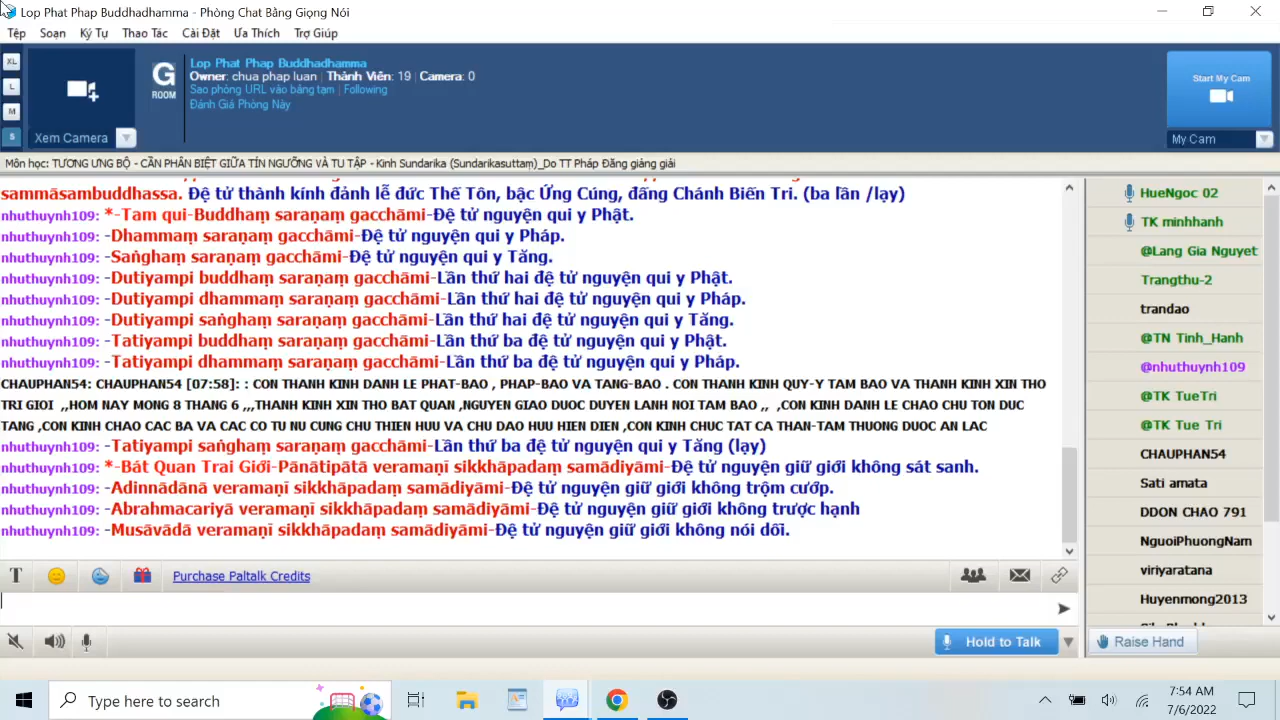 Lop Phat Phap Buddhadhamma - Phòng Chat Bằng Giọng Nói
Tệp Soạn Ký Tự Thao Tác Cài Đặt Ưa Thích Trợ Giúp
XL
L
M
S
Xem Camera
G
ROOM
Lop Phat Phap Buddhadhamma
Owner: chua phap luan | Thành Viên: 19 | Camera: 0
Sao phỏng URL vào bảng tạm | Following
Đánh Giá Phòng Này
Start My Cam
My Cam
Môn học: TƯƠNG ƯNG BỘ - CẦN PHÂN BIỆT GIỮA TÍN NGƯỠNG VÀ TU TẬP - Kinh Sundarika (Sundarikasuttaṃ)_Do TT Pháp Đăng giảng giải
sammāsambuddhassa. Đệ tử thành kính đảnh lễ đức Thế Tôn, bậc Ứng Cúng, đấng Chánh Biến Tri. (ba lần /lạy)
nhuthuynh109: *-Tam qui-Buddhaṃ saraṇaṃ gacchāmi-Đệ tử nguyện qui y Phật.
nhuthuynh109: -Dhammaṃ saraṇaṃ gacchāmi-Đệ tử nguyện qui y Pháp.
nhuthuynh109: -Saṅghaṃ saraṇaṃ gacchāmi-Đệ tử nguyện qui y Tăng.
nhuthuynh109: -Dutiyampi buddhaṃ saraṇaṃ gacchāmi-Lần thứ hai đệ tử nguyện qui y Phật.
nhuthuynh109: -Dutiyampi dhammaṃ saraṇaṃ gacchāmi-Lần thứ hai đệ tử nguyện qui y Pháp.
nhuthuynh109: -Dutiyampi saṅghaṃ saraṇaṃ gacchāmi-Lần thứ hai đệ tử nguyện qui y Tăng.
nhuthuynh109: -Tatiyampi buddhaṃ saraṇaṃ gacchāmi-Lần thứ ba đệ tử nguyện qui y Phật.
nhuthuynh109: -Tatiyampi dhammaṃ saraṇaṃ gacchāmi-Lần thứ ba đệ tử nguyện qui y Pháp.
CHAUPHAN54: CHAUPHAN54 [07:58]: : CON THANH KINH DANH LE PHAT-BAO , PHAP-BAO VA TANG-BAO . CON THANH KINH QUY-Y TAM BAO VA THANH KINH XIN THO
TRI GIOI ,,HOM NAY MONG 8 THANG 6 ,,,THANH KINH XIN THO BAT QUAN ,NGUYEN GIAO DUOC DUYEN LANH NOI TAM BAO ,, ,CON KINH DANH LE CHAO CHU TON DUC
TANG ,CON KINH CHAO CAC BA VA CAC CO TU NU CUNG CHU THIEN HUU VA CHU DAO HUU HIEN DIEN ,CON KINH CHUC TAT CA THAN-TAM THUONG DUOC AN LAC
nhuthuynh109: -Tatiyampi saṅghaṃ saraṇaṃ gacchāmi-Lần thứ ba đệ tử nguyện qui y Tăng (lạy)
nhuthuynh109: *-Bát Quan Trai Giới-Pānātipātā veramaṇī sikkhāpadaṃ samādiyāmi-Đệ tử nguyện giữ giới không sát sanh.
nhuthuynh109: -Adinnādānā veramaṇī sikkhāpadaṃ samādiyāmi-Đệ tử nguyện giữ giới không trộm cướp.
nhuthuynh109: -Abrahmacariyā veramaṇī sikkhāpadaṃ samādiyāmi-Đệ tử nguyện giữ giới không trược hạnh
nhuthuynh109: -Musāvādā veramaṇī sikkhāpadaṃ samādiyāmi-Đệ tử nguyện giữ giới không nói dối.
HueNgoc 02
TK minhhanh
@Lang Gia Nguyet
Trangthu-2
trandao
@TN Tinh_Hanh
@nhuthuynh109
@TK TueTri
@TK Tue Tri
CHAUPHAN54
Sati amata
DDON CHAO 791
NguoiPhuongNam
viriyaratana
Huyenmong2013
T
Purchase Paltalk Credits
Hold to Talk
Raise Hand
Type here to search
7:54 AM
7/6/2022